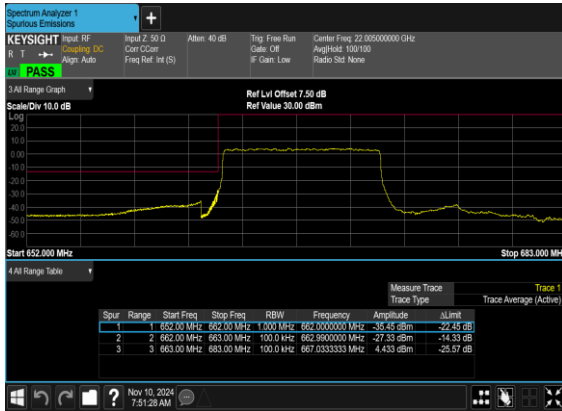 Spectrum Analyzer 1
Spurious Emissions
+
KEYSIGHT Input: RF Input Z: 50 Ω Atten: 40 dB Trig: Free Run Center Freq: 22.005000000 GHz
R T Coupling: DC Corr CCorr Gate: Off Avg|Hold: 100/100
Align: Auto Freq Ref: Int (S) IF Gain: Low Radio Std: None
PASS
3 All Range Graph
Ref Lvl Offset 7.50 dB
Scale/Div 10.0 dB Ref Value 30.00 dBm
Log
20.0
10.0
0.00
-10.0
-20.0
-30.0
-40.0
-50.0
-60.0
Start 652.000 MHz Stop 683.000 MH
4 All Range Table
Measure Trace Trace 1
Trace Type Trace Average (Active)
Spur Range Start Freq Stop Freq RBW Frequency Amplitude ΔLimit
1 1 652.00 MHz 662.00 MHz 1.000 MHz 662.0000000 MHz -35.45 dBm -22.45 dB
2 2 662.00 MHz 663.00 MHz 100.0 kHz 662.9900000 MHz -27.33 dBm -14.33 dB
3 3 663.00 MHz 683.00 MHz 100.0 kHz 667.0333333 MHz 4.433 dBm -25.57 dB
? Nov 10, 2024
7:51:28 AM